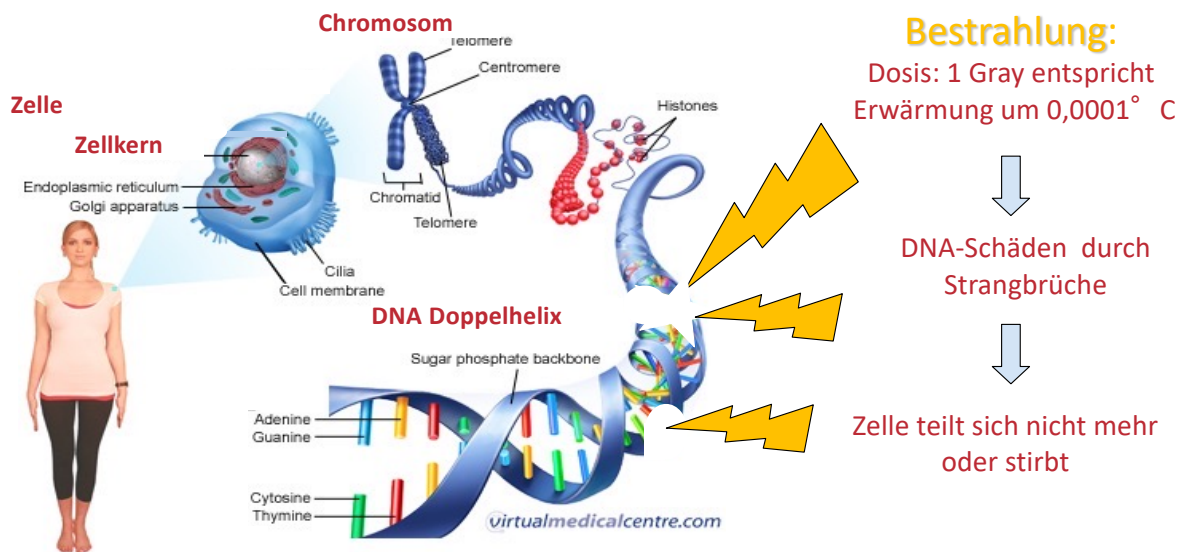 Chromosom
Telomere
Centromere
Zelle
Zellkern
Endoplasmic reticulum
Golgi apparatus
Chromatid
Telomere
Histones
Cilia
Cell membrane
DNA Doppelhelix
Sugar phosphate backbone
Adenine
Guanine
Cytosine
Thymine
virtualmedicalcentre.com
Bestrahlung:
Dosis: 1 Gray entspricht
Erwärmung um 0,0001° C
DNA-Schäden durch
Strangbrüche
Zelle teilt sich nicht mehr
oder stirbt